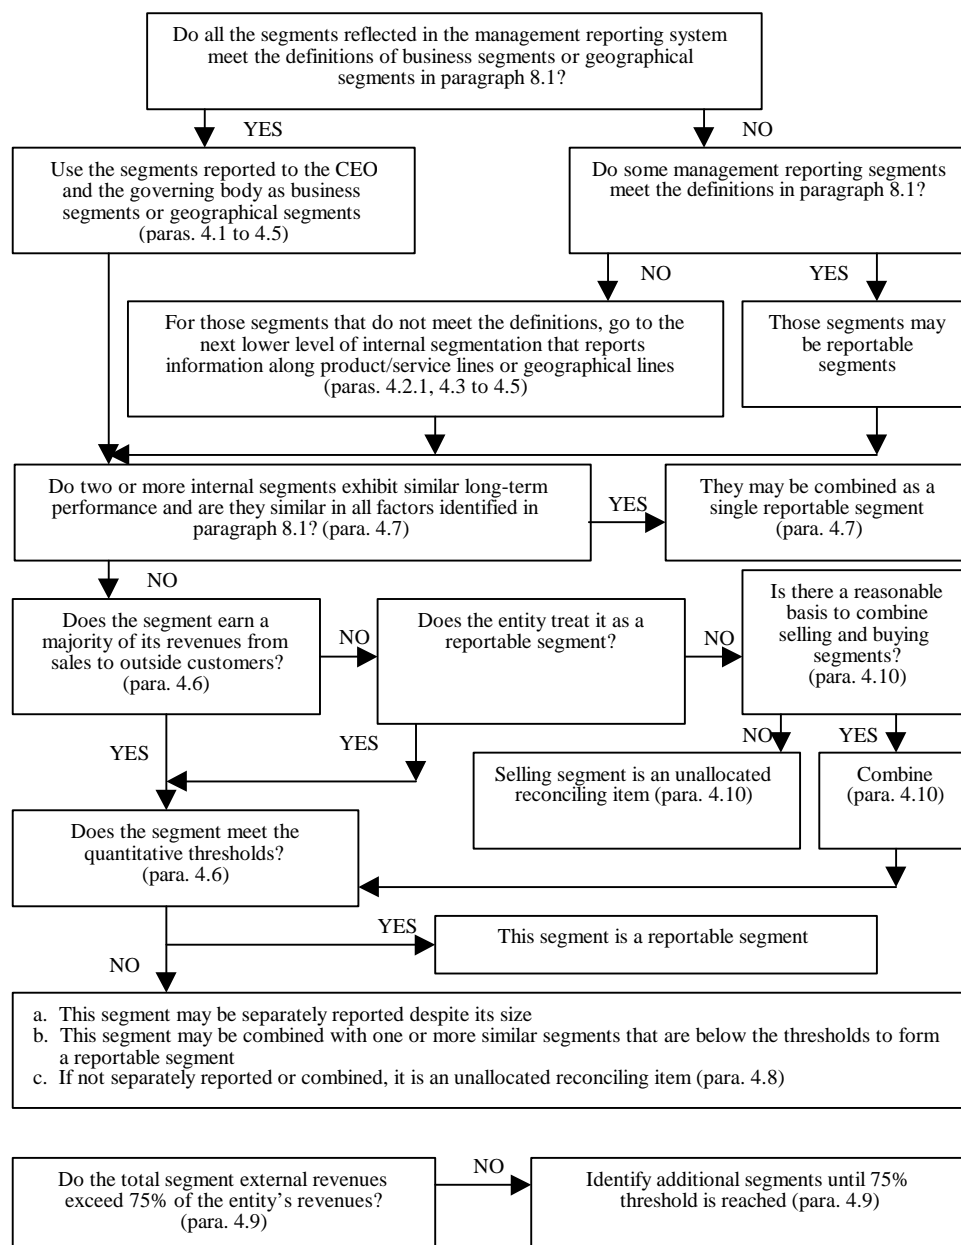 Do all the segments reflected in the management reporting system
meet the definitions of business segments or geographical
segments in paragraph 8.1?
YES
NO
Use the segments reported to the CEO
and the governing body as business
segments or geographical segments
(paras. 4.1 to 4.5)
Do some management reporting segments
meet the definitions in paragraph 8.1?
NO
YES
For those segments that do not meet the definitions, go to the
next lower level of internal segmentation that reports
information along product/service lines or geographical lines
(paras. 4.2.1, 4.3 to 4.5)
Those segments may
be reportable
segments
Do two or more internal segments exhibit similar long-term
performance and are they similar in all factors identified in
paragraph 8.1? (para. 4.7)
YES
They may be combined as a
single reportable segment
(para. 4.7)
NO
Does the segment earn a
majority of its revenues from
sales to outside customers?
(para. 4.6)
NO
Does the entity treat it as a
reportable segment?
NO
Is there a reasonable
basis to combine
selling and buying
segments?
(para. 4.10)
YES
YES
NO
YES
Selling segment is an unallocated
reconciling item (para. 4.10)
Combine
(para. 4.10)
Does the segment meet the
quantitative thresholds?
(para. 4.6)
YES
This segment is a reportable segment
NO
a. This segment may be separately reported despite its size
b. This segment may be combined with one or more similar segments that are below the thresholds to form
a reportable segment
c. If not separately reported or combined, it is an unallocated reconciling item (para. 4.8)
Do the total segment external revenues
exceed 75% of the entity's revenues?
(para. 4.9)
NO
Identify additional segments until 75%
threshold is reached (para. 4.9)